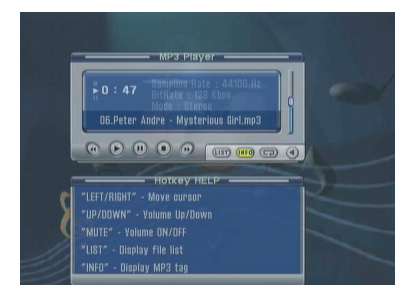 MP3 Player
0 : 47
Sampling Rate : 44100 Hz
BitRate : 128 Kbps
Mode : Stereo
06.Peter Andre - Mysterious Girl.mp3
LIST INFO
Hotkey HELP
"LEFT/RIGHT" - Move cursor
"UP/DOWN" - Volume Up/Down
"MUTE" - Volume ON/OFF
"LIST" - Display file list
"INFO" - Display MP3 tag